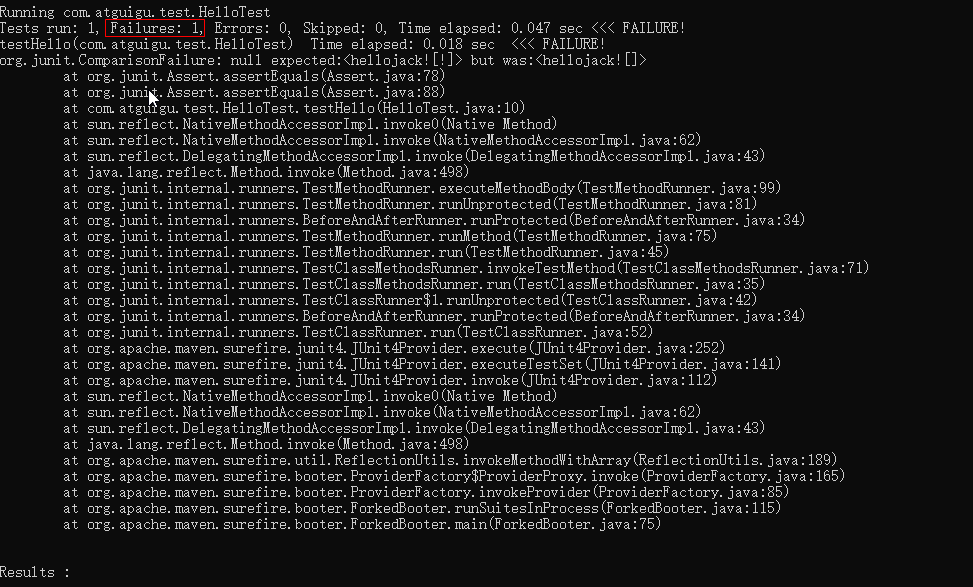 Running com.atguigu.test.HelloTest
Tests run: 1, Failures: 1, Errors: 0, Skipped: 0, Time elapsed: 0.047 sec <<< FAILURE!
testHello(com.atguigu.test.HelloTest)  Time elapsed: 0.018 sec  <<< FAILURE!
org.junit.ComparisonFailure: null expected:<hellojack![!]> but was:<hellojack![]>
        at org.junit.Assert.assertEquals(Assert.java:78)
        at org.junit.Assert.assertEquals(Assert.java:88)
        at com.atguigu.test.HelloTest.testHello(HelloTest.java:10)
        at sun.reflect.NativeMethodAccessorImpl.invoke0(Native Method)
        at sun.reflect.NativeMethodAccessorImpl.invoke(NativeMethodAccessorImpl.java:62)
        at sun.reflect.DelegatingMethodAccessorImpl.invoke(DelegatingMethodAccessorImpl.java:43)
        at java.lang.reflect.Method.invoke(Method.java:498)
        at org.junit.internal.runners.TestMethodRunner.executeMethodBody(TestMethodRunner.java:99)
        at org.junit.internal.runners.TestMethodRunner.runUnprotected(TestMethodRunner.java:81)
        at org.junit.internal.runners.BeforeAndAfterRunner.runProtected(BeforeAndAfterRunner.java:34)
        at org.junit.internal.runners.TestMethodRunner.runMethod(TestMethodRunner.java:75)
        at org.junit.internal.runners.TestMethodRunner.run(TestMethodRunner.java:45)
        at org.junit.internal.runners.TestClassMethodsRunner.invokeTestMethod(TestClassMethodsRunner.java:71)
        at org.junit.internal.runners.TestClassMethodsRunner.run(TestClassMethodsRunner.java:35)
        at org.junit.internal.runners.TestClassRunner$1.runUnprotected(TestClassRunner.java:42)
        at org.junit.internal.runners.BeforeAndAfterRunner.runProtected(BeforeAndAfterRunner.java:34)
        at org.junit.internal.runners.TestClassRunner.run(TestClassRunner.java:52)
        at org.apache.maven.surefire.junit4.JUnit4Provider.execute(JUnit4Provider.java:252)
        at org.apache.maven.surefire.junit4.JUnit4Provider.executeTestSet(JUnit4Provider.java:141)
        at org.apache.maven.surefire.junit4.JUnit4Provider.invoke(JUnit4Provider.java:112)
        at sun.reflect.NativeMethodAccessorImpl.invoke0(Native Method)
        at sun.reflect.NativeMethodAccessorImpl.invoke(NativeMethodAccessorImpl.java:62)
        at sun.reflect.DelegatingMethodAccessorImpl.invoke(DelegatingMethodAccessorImpl.java:43)
        at java.lang.reflect.Method.invoke(Method.java:498)
        at org.apache.maven.surefire.util.ReflectionUtils.invokeMethodWithArray(ReflectionUtils.java:189)
        at org.apache.maven.surefire.booter.ProviderFactory$ProviderProxy.invoke(ProviderFactory.java:165)
        at org.apache.maven.surefire.booter.ProviderFactory.invokeProvider(ProviderFactory.java:85)
        at org.apache.maven.surefire.booter.ForkedBooter.runSuitesInProcess(ForkedBooter.java:115)
        at org.apache.maven.surefire.booter.ForkedBooter.main(ForkedBooter.java:75)
Results :